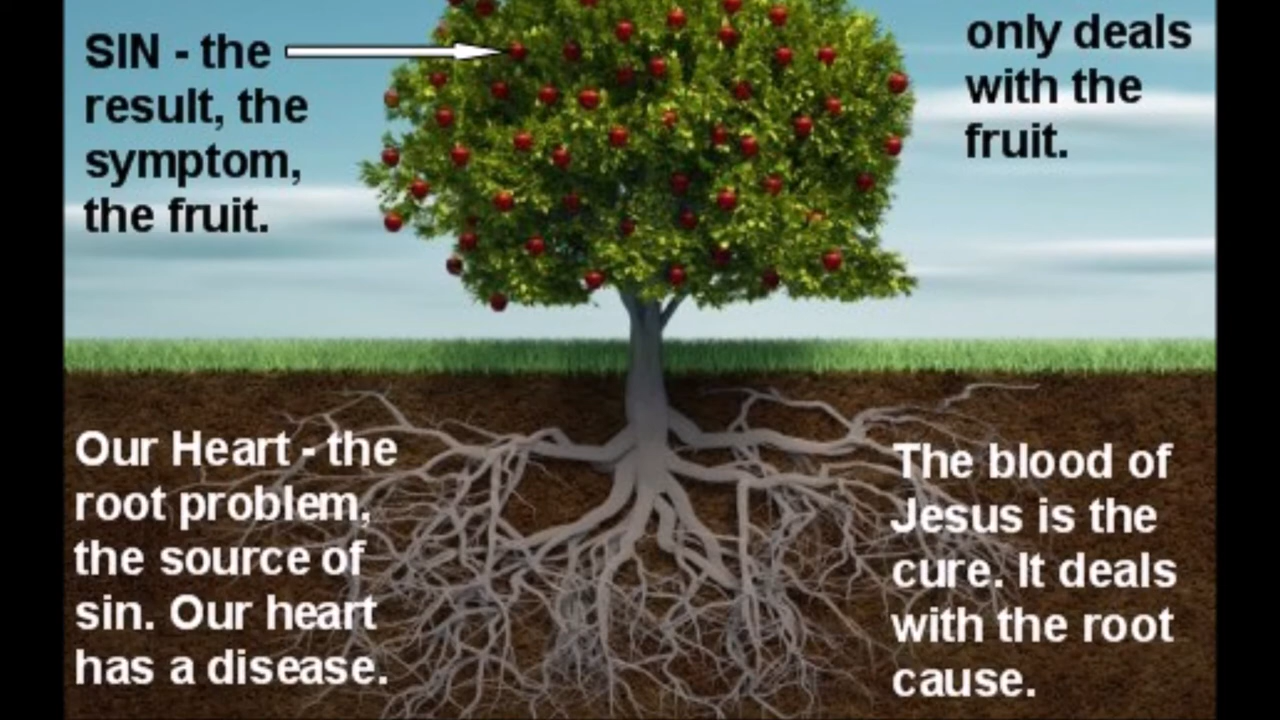 SIN - the
result, the
symptom,
the fruit.
only deals
with the
fruit.
Our Heart - the
root problem,
the source of
sin. Our heart
has a disease.
The blood of
Jesus is the
cure. It deals
with the root
cause.